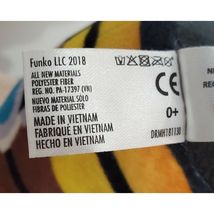 Funko LLC 2018
ALL NEW MATERIALS
POLYESTER FIBER
REG. NO. PA-17397 (VN)
NUEVO MATERIAL SOLO
FIBRAS DE POLIESTER
CE
0+
MADE IN VIETNAM
FABRIQUÉ EN VIETNAM
HECHO EN VIETNAM
DRMH181130